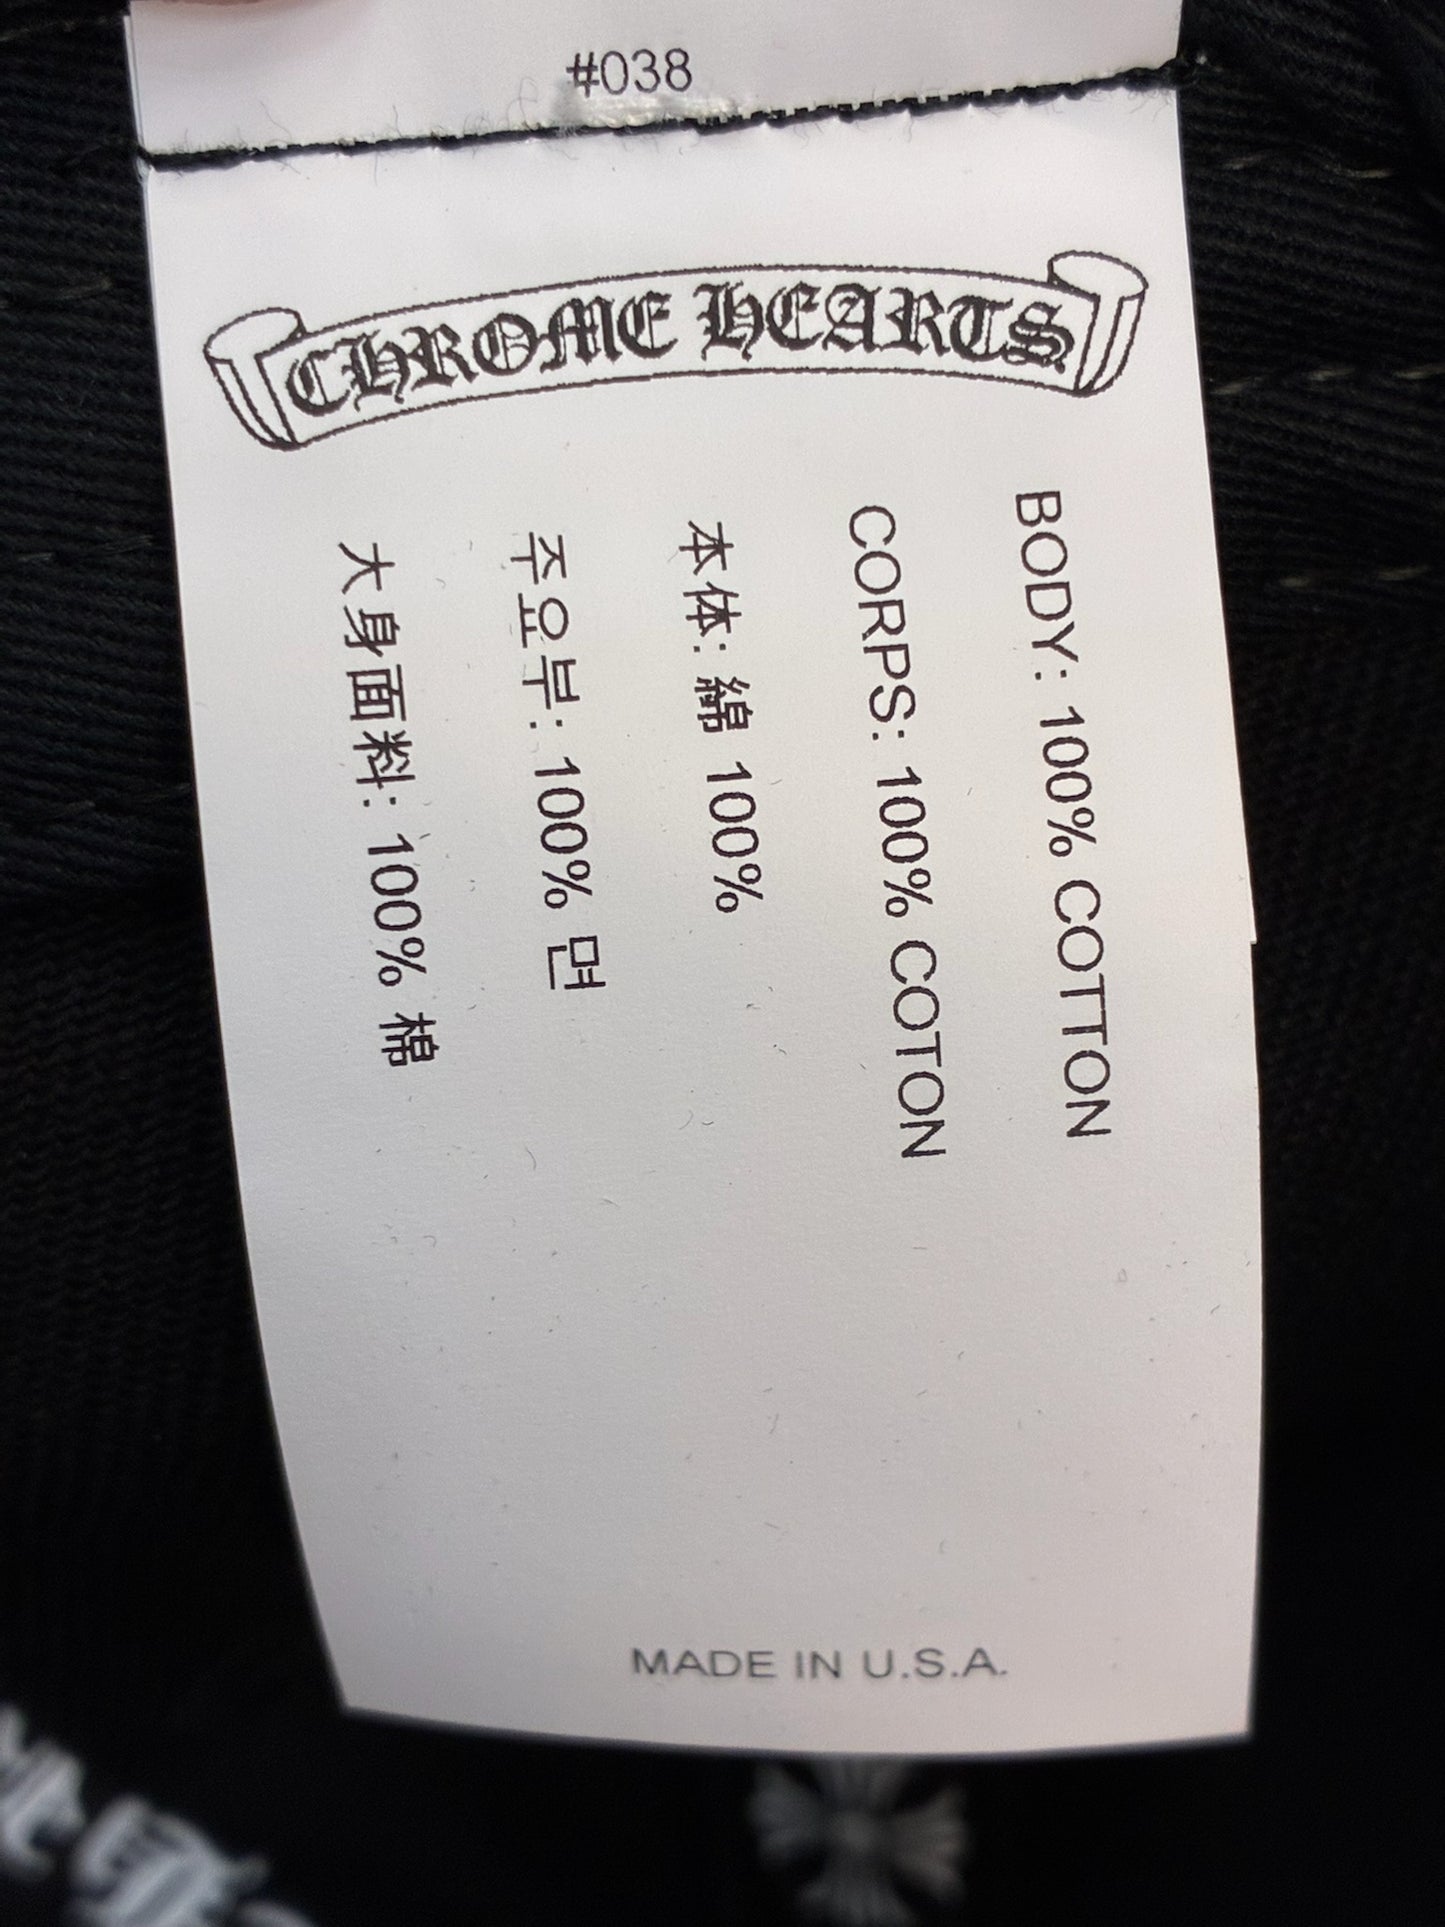 #038
CHROME HEARTS
BODY: 100% COTTON
CORPS: 100% COTON
本体: 綿 100%
주요부: 100% 면
大身面料: 100% 棉
MADE IN U.S.A.